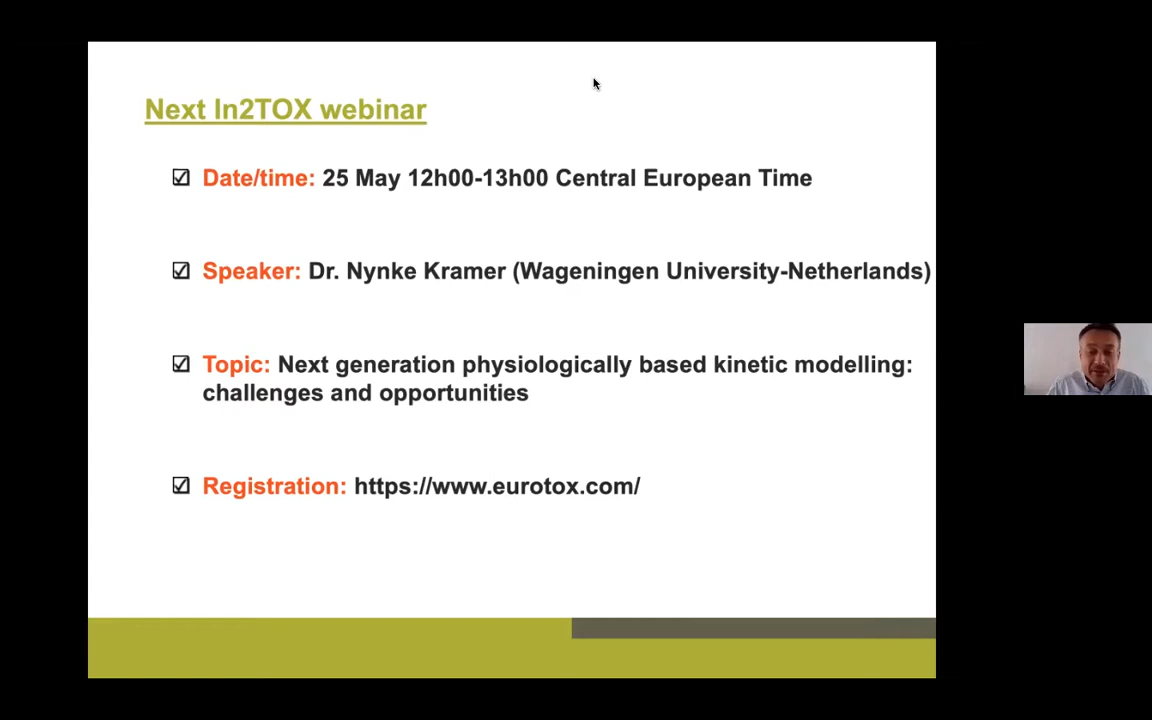 Next In2TOX webinar
Date/time: 25 May 12h00-13h00 Central European Time
Speaker: Dr. Nynke Kramer (Wageningen University-Netherlands)
Topic: Next generation physiologically based kinetic modelling:
challenges and opportunities
Registration: https://www.eurotox.com/